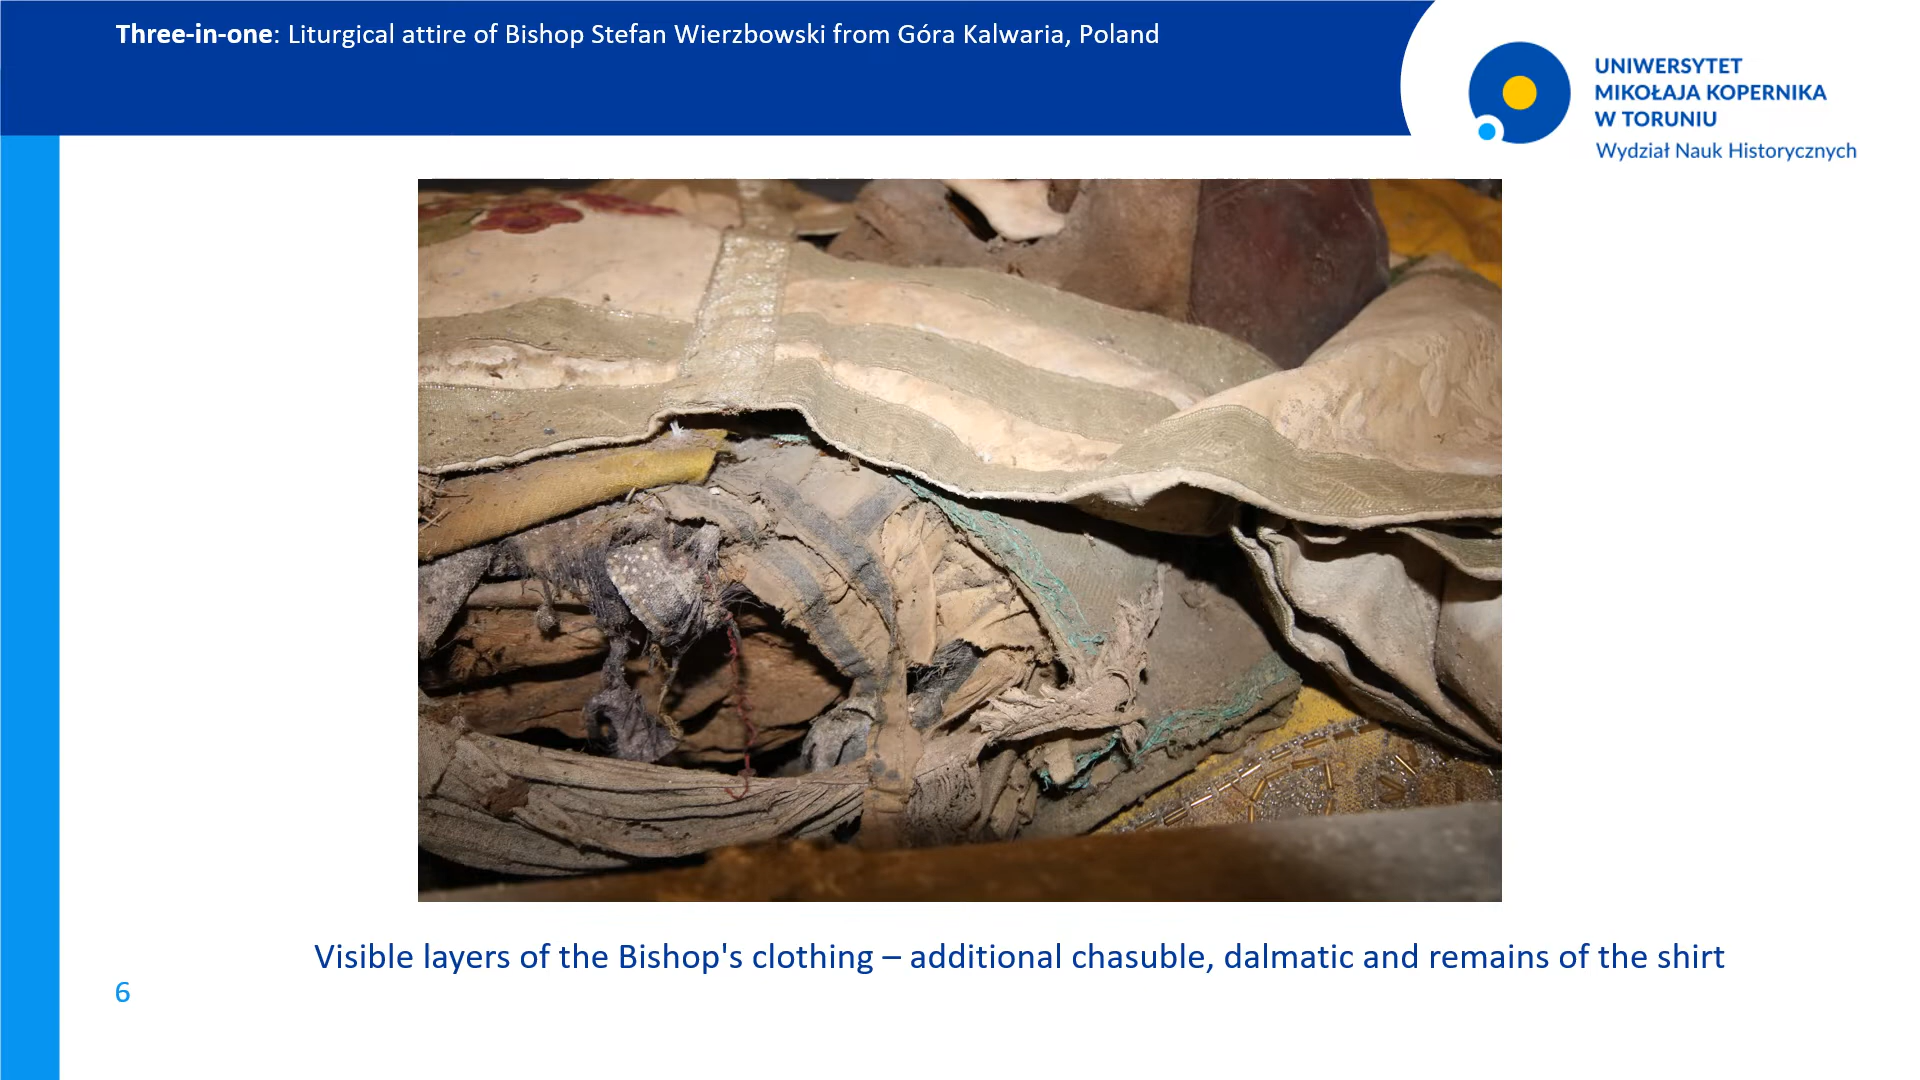 Three-in-one: Liturgical attire of Bishop Stefan Wierzbowski from Góra Kalwaria, Poland
UNIWERSYTET
MIKOŁAJA KOPERNIKA
W TORUNIU
Wydział Nauk Historycznych
Visible layers of the Bishop's clothing – additional chasuble, dalmatic and remains of the shirt
6